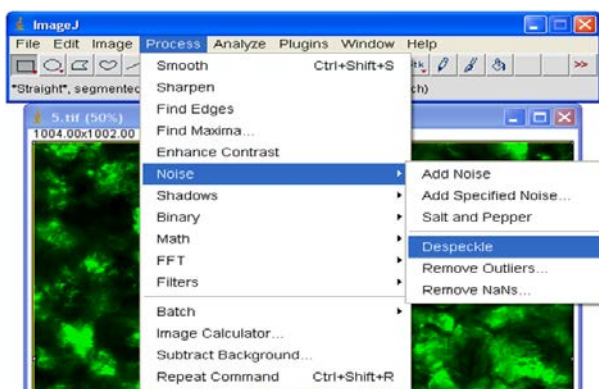 ImageJ
File Edit Image Process Analyze Plugins Window Help
"Straight", segmented
5.tif (50%)
1004.00x1002.00
Smooth Ctrl+Shift+S
Sharpen
Find Edges
Find Maxima...
Enhance Contrast
Noise
Shadows
Binary
Math
FFT
Filters
Batch
Image Calculator...
Subtract Background...
Repeat Command Ctrl+Shift+R
Add Noise
Add Specified Noise...
Salt and Pepper
Despeckle
Remove Outliers...
Remove NaNs...